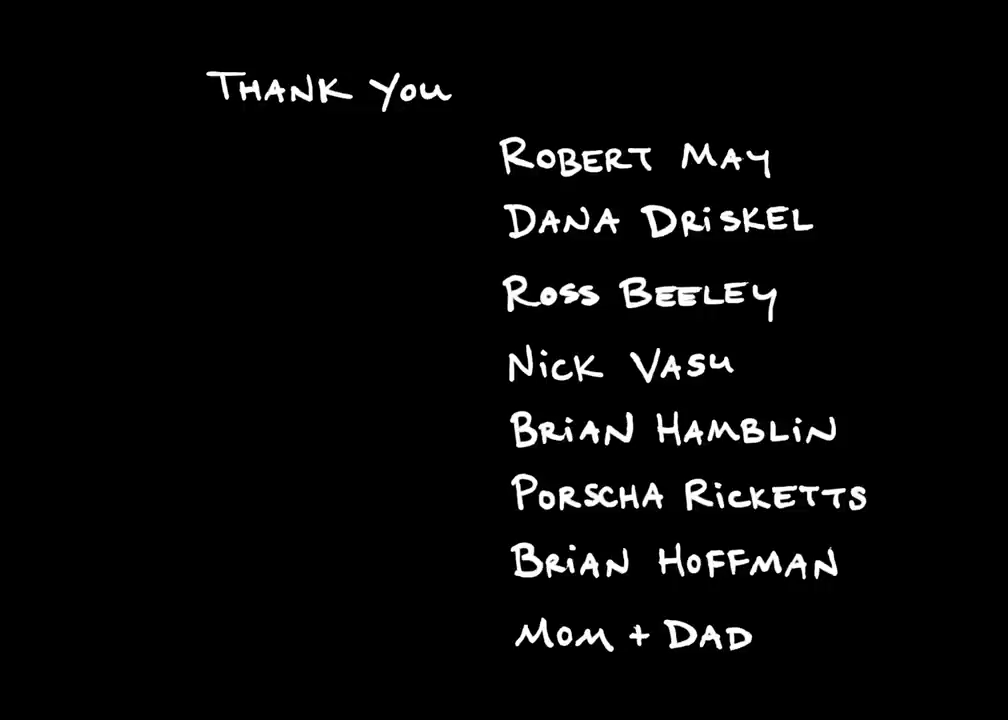 THANK YOU
ROBERT MAY
DANA DRiSKEL
ROSS BEELEY
NiCK VASU
BRiAN HAMBLiN
PORSCHA RiCKETTS
BRiAN HOFFMAN
MOM + DAD